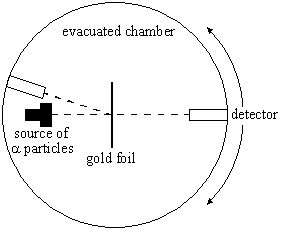 evacuated chamber
detector
source of
α particles
gold foil